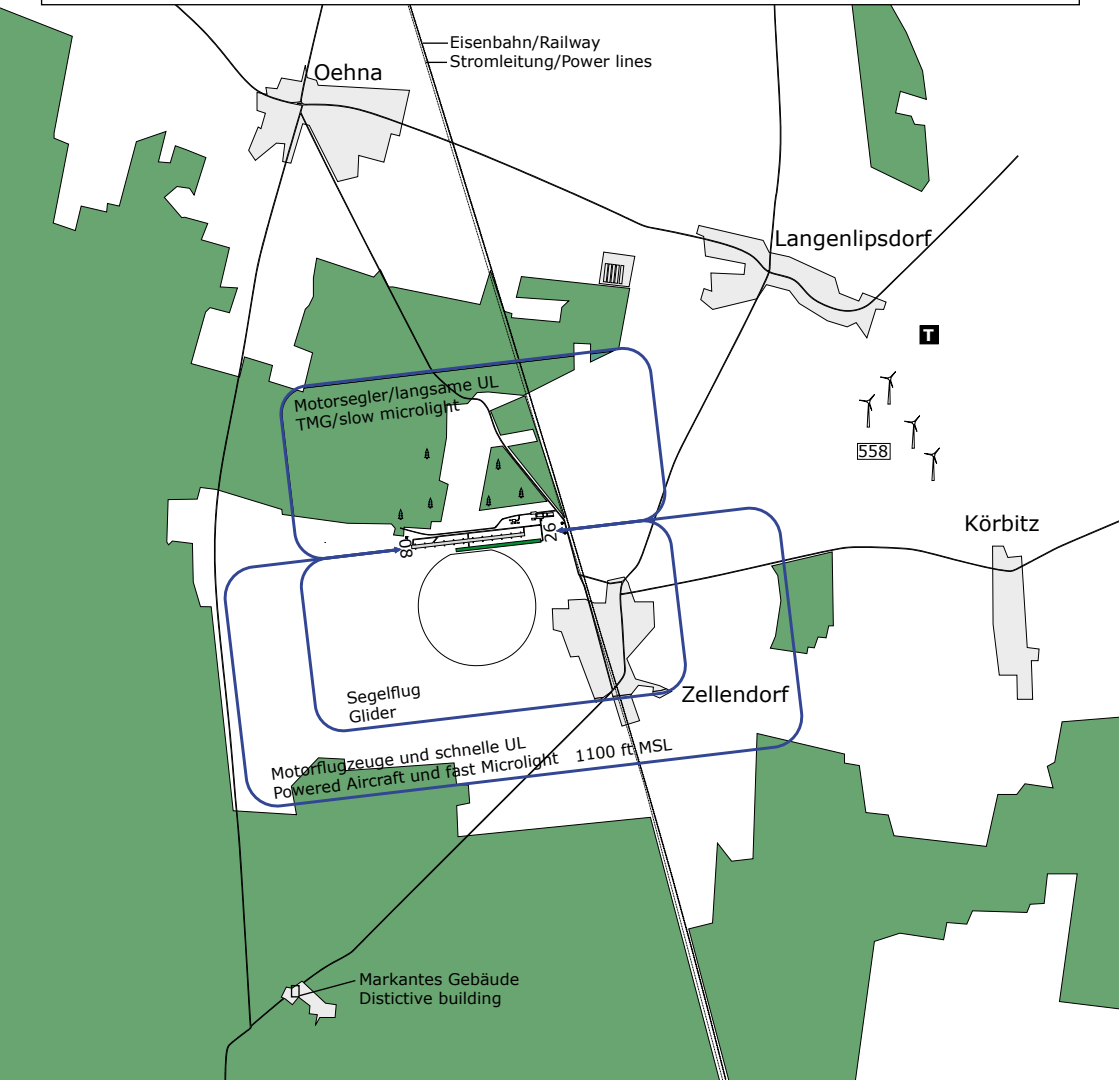 Eisenbahn/Railway
Stromleitung/Power lines
Oehna
Langenlipsdorf
T
Motorsegler/langsame UL
TMG/slow microlight
558
Körbitz
08
26
Zellendorf
Segelflug
Glider
Motorflugzeuge und schnelle UL
Powered Aircraft und fast Microlight 1100 ft MSL
Markantes Gebäude
Distictive building